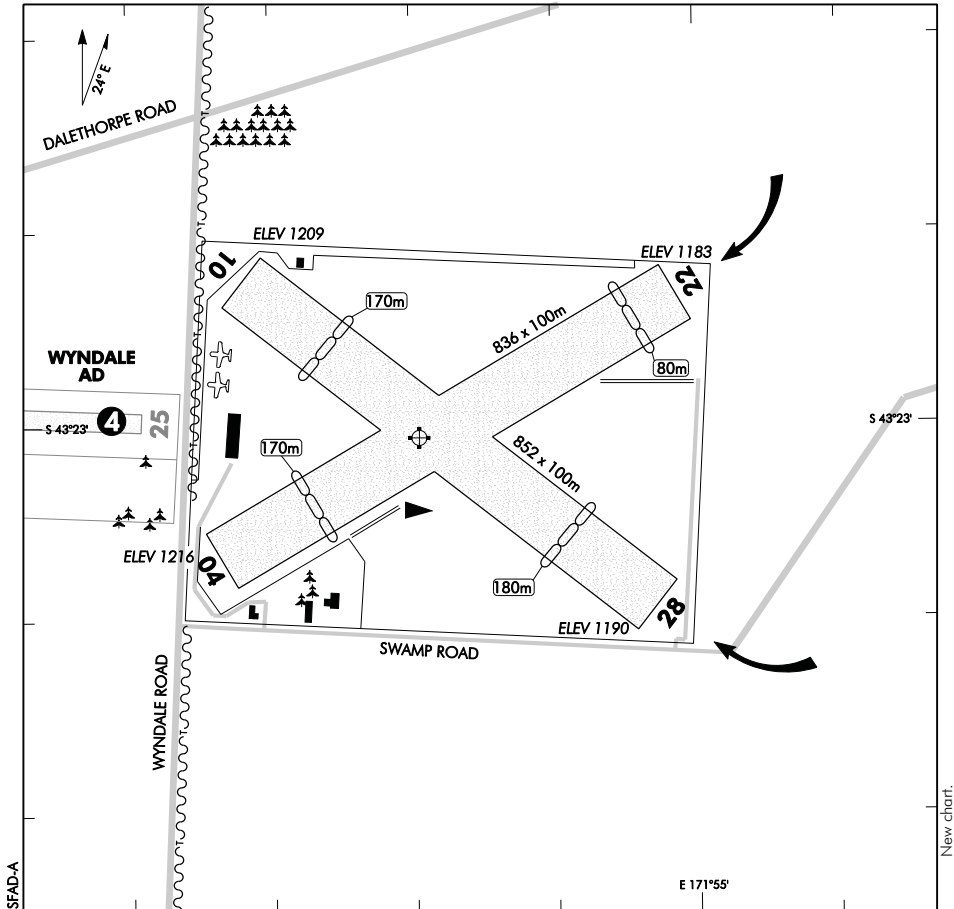 24° E
DALETHORPE ROAD
ELEV 1209
ELEV 1183
10
22
170m
836 x 100m
80m
WYNDALE
AD
4
25
S 43°23'
S 43°23'
170m
852 x 100m
ELEV 1216
04
180m
28
ELEV 1190
SWAMP ROAD
WYNDALE ROAD
New chart.
SFAD-A
E 171°55'